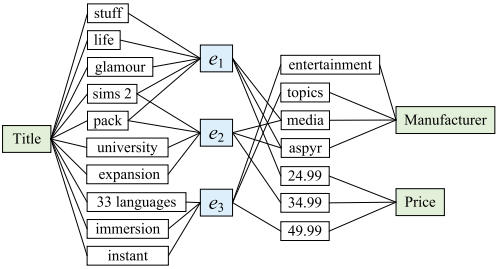 stuff
life
glamour
sims 2
pack
university
expansion
33 languages
immersion
instant
Title
e1
e2
e3
entertainment
topics
media
aspyr
24.99
34.99
49.99
Manufacturer
Price